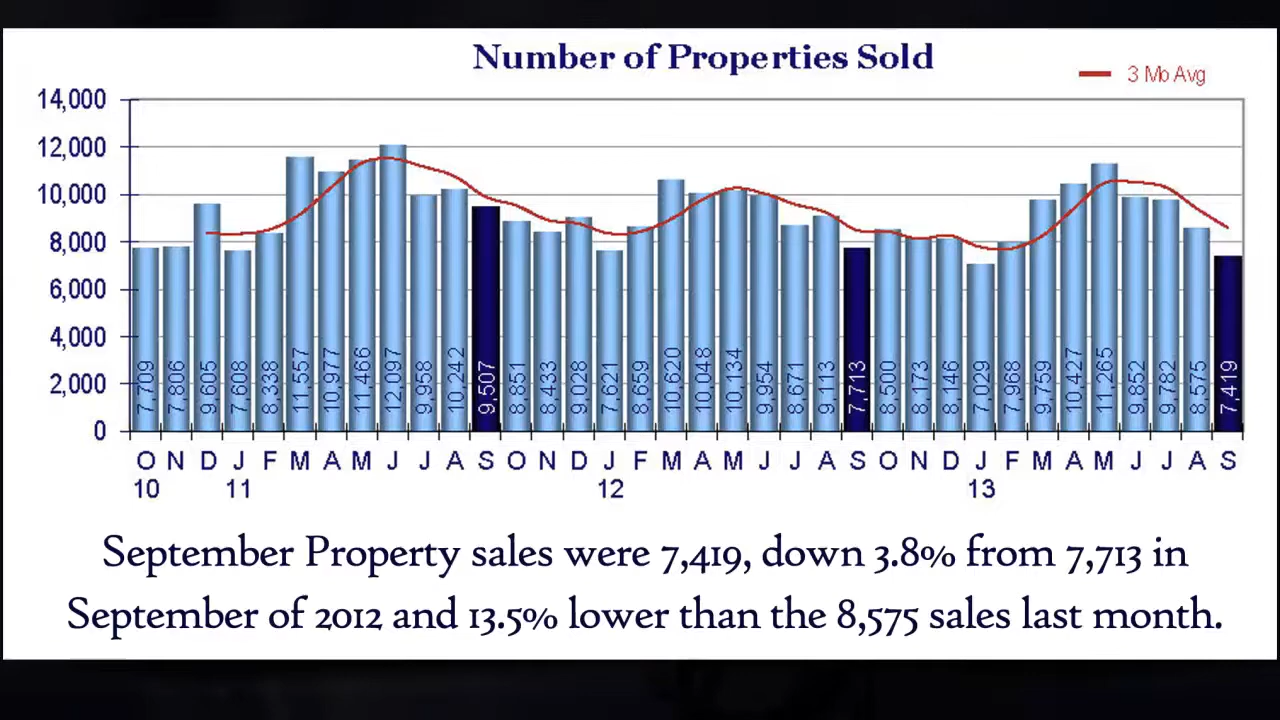 Number of Properties Sold
3 Mo Avg
14,000
12,000
10,000
8,000
6,000
4,000
2,000
0
7,709 7,806 9,605 7,608 8,338 11,557 10,977 11,466 12,097 9,958 10,242 9,507 8,851 8,433 9,028 7,621 8,659 10,620 10,048 10,134 9,954 8,671 9,113 7,713 8,500 8,173 8,146 7,029 7,968 9,759 10,427 11,265 9,852 9,782 8,575 7,419
O N D J F M A M J J A S O N D J F M A M J J A S O N D J F M A M J J A S
10 11 12 13
September Property sales were 7,419, down 3.8% from 7,713 in
September of 2012 and 13.5% lower than the 8,575 sales last month.